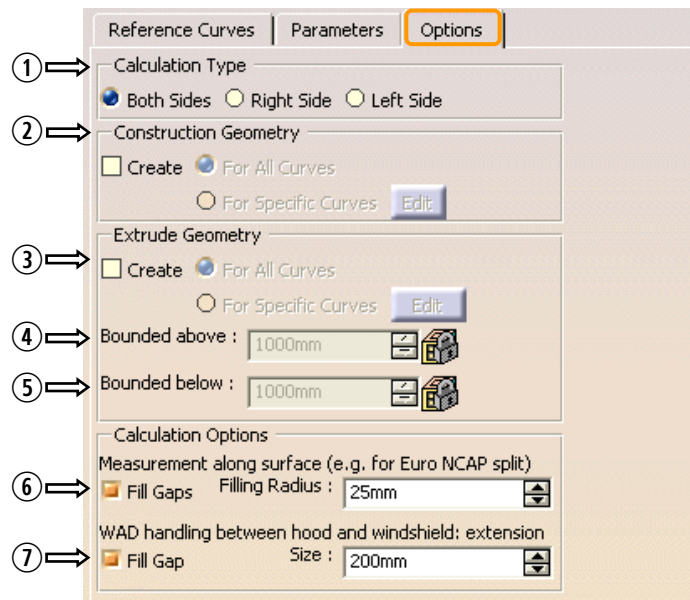 Reference Curves Parameters Options
① Calculation Type
Both Sides Right Side Left Side
② Construction Geometry
Create For All Curves
For Specific Curves Edit
Extrude Geometry
③ Create For All Curves
For Specific Curves Edit
④ Bounded above : 1000mm
⑤ Bounded below : 1000mm
Calculation Options
Measurement along surface (e.g. for Euro NCAP split)
⑥ Fill Gaps Filling Radius : 25mm
WAD handling between hood and windshield: extension
⑦ Fill Gap Size : 200mm